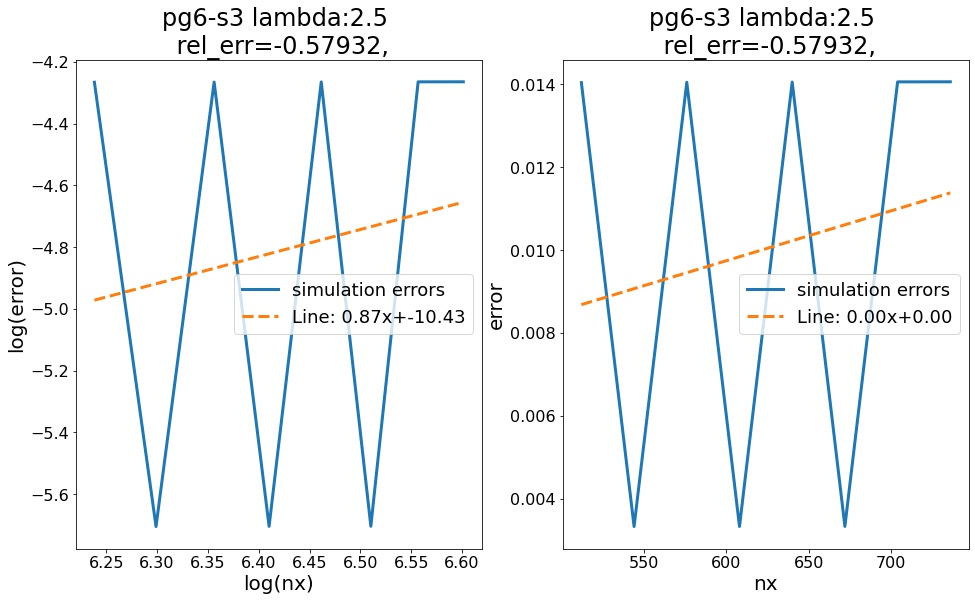 pg6-s3 lambda:2.5
rel_err=-0.57932,
−4.2
−4.4
−4.6
−4.8
−5.0
−5.2
−5.4
−5.6
log(error)
simulation errors
Line: 0.87x+-10.43
6.25 6.30 6.35 6.40 6.45 6.50 6.55 6.60
log(nx)
pg6-s3 lambda:2.5
rel_err=-0.57932,
0.014
0.012
0.010
0.008
0.006
0.004
error
simulation errors
Line: 0.00x+0.00
550 600 650 700
nx